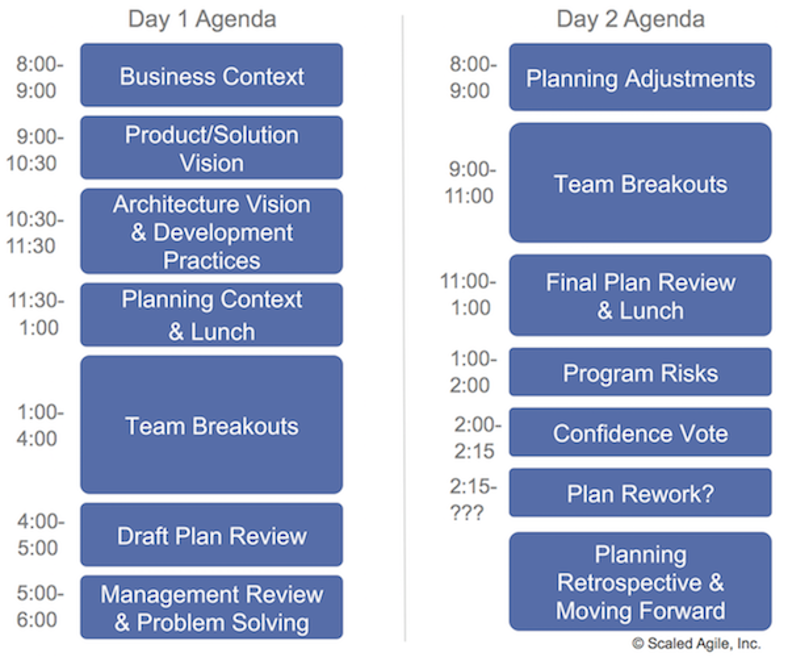 Day 1 Agenda
8:00-
9:00
Business Context
9:00-
10:30
Product/Solution
Vision
10:30-
11:30
Architecture Vision
& Development
Practices
11:30-
1:00
Planning Context
& Lunch
1:00-
4:00
Team Breakouts
4:00-
5:00
Draft Plan Review
5:00-
6:00
Management Review
& Problem Solving
Day 2 Agenda
8:00-
9:00
Planning Adjustments
9:00-
11:00
Team Breakouts
11:00-
1:00
Final Plan Review
& Lunch
1:00-
2:00
Program Risks
2:00-
2:15
Confidence Vote
2:15-
???
Plan Rework?
Planning
Retrospective &
Moving Forward
© Scaled Agile, Inc.